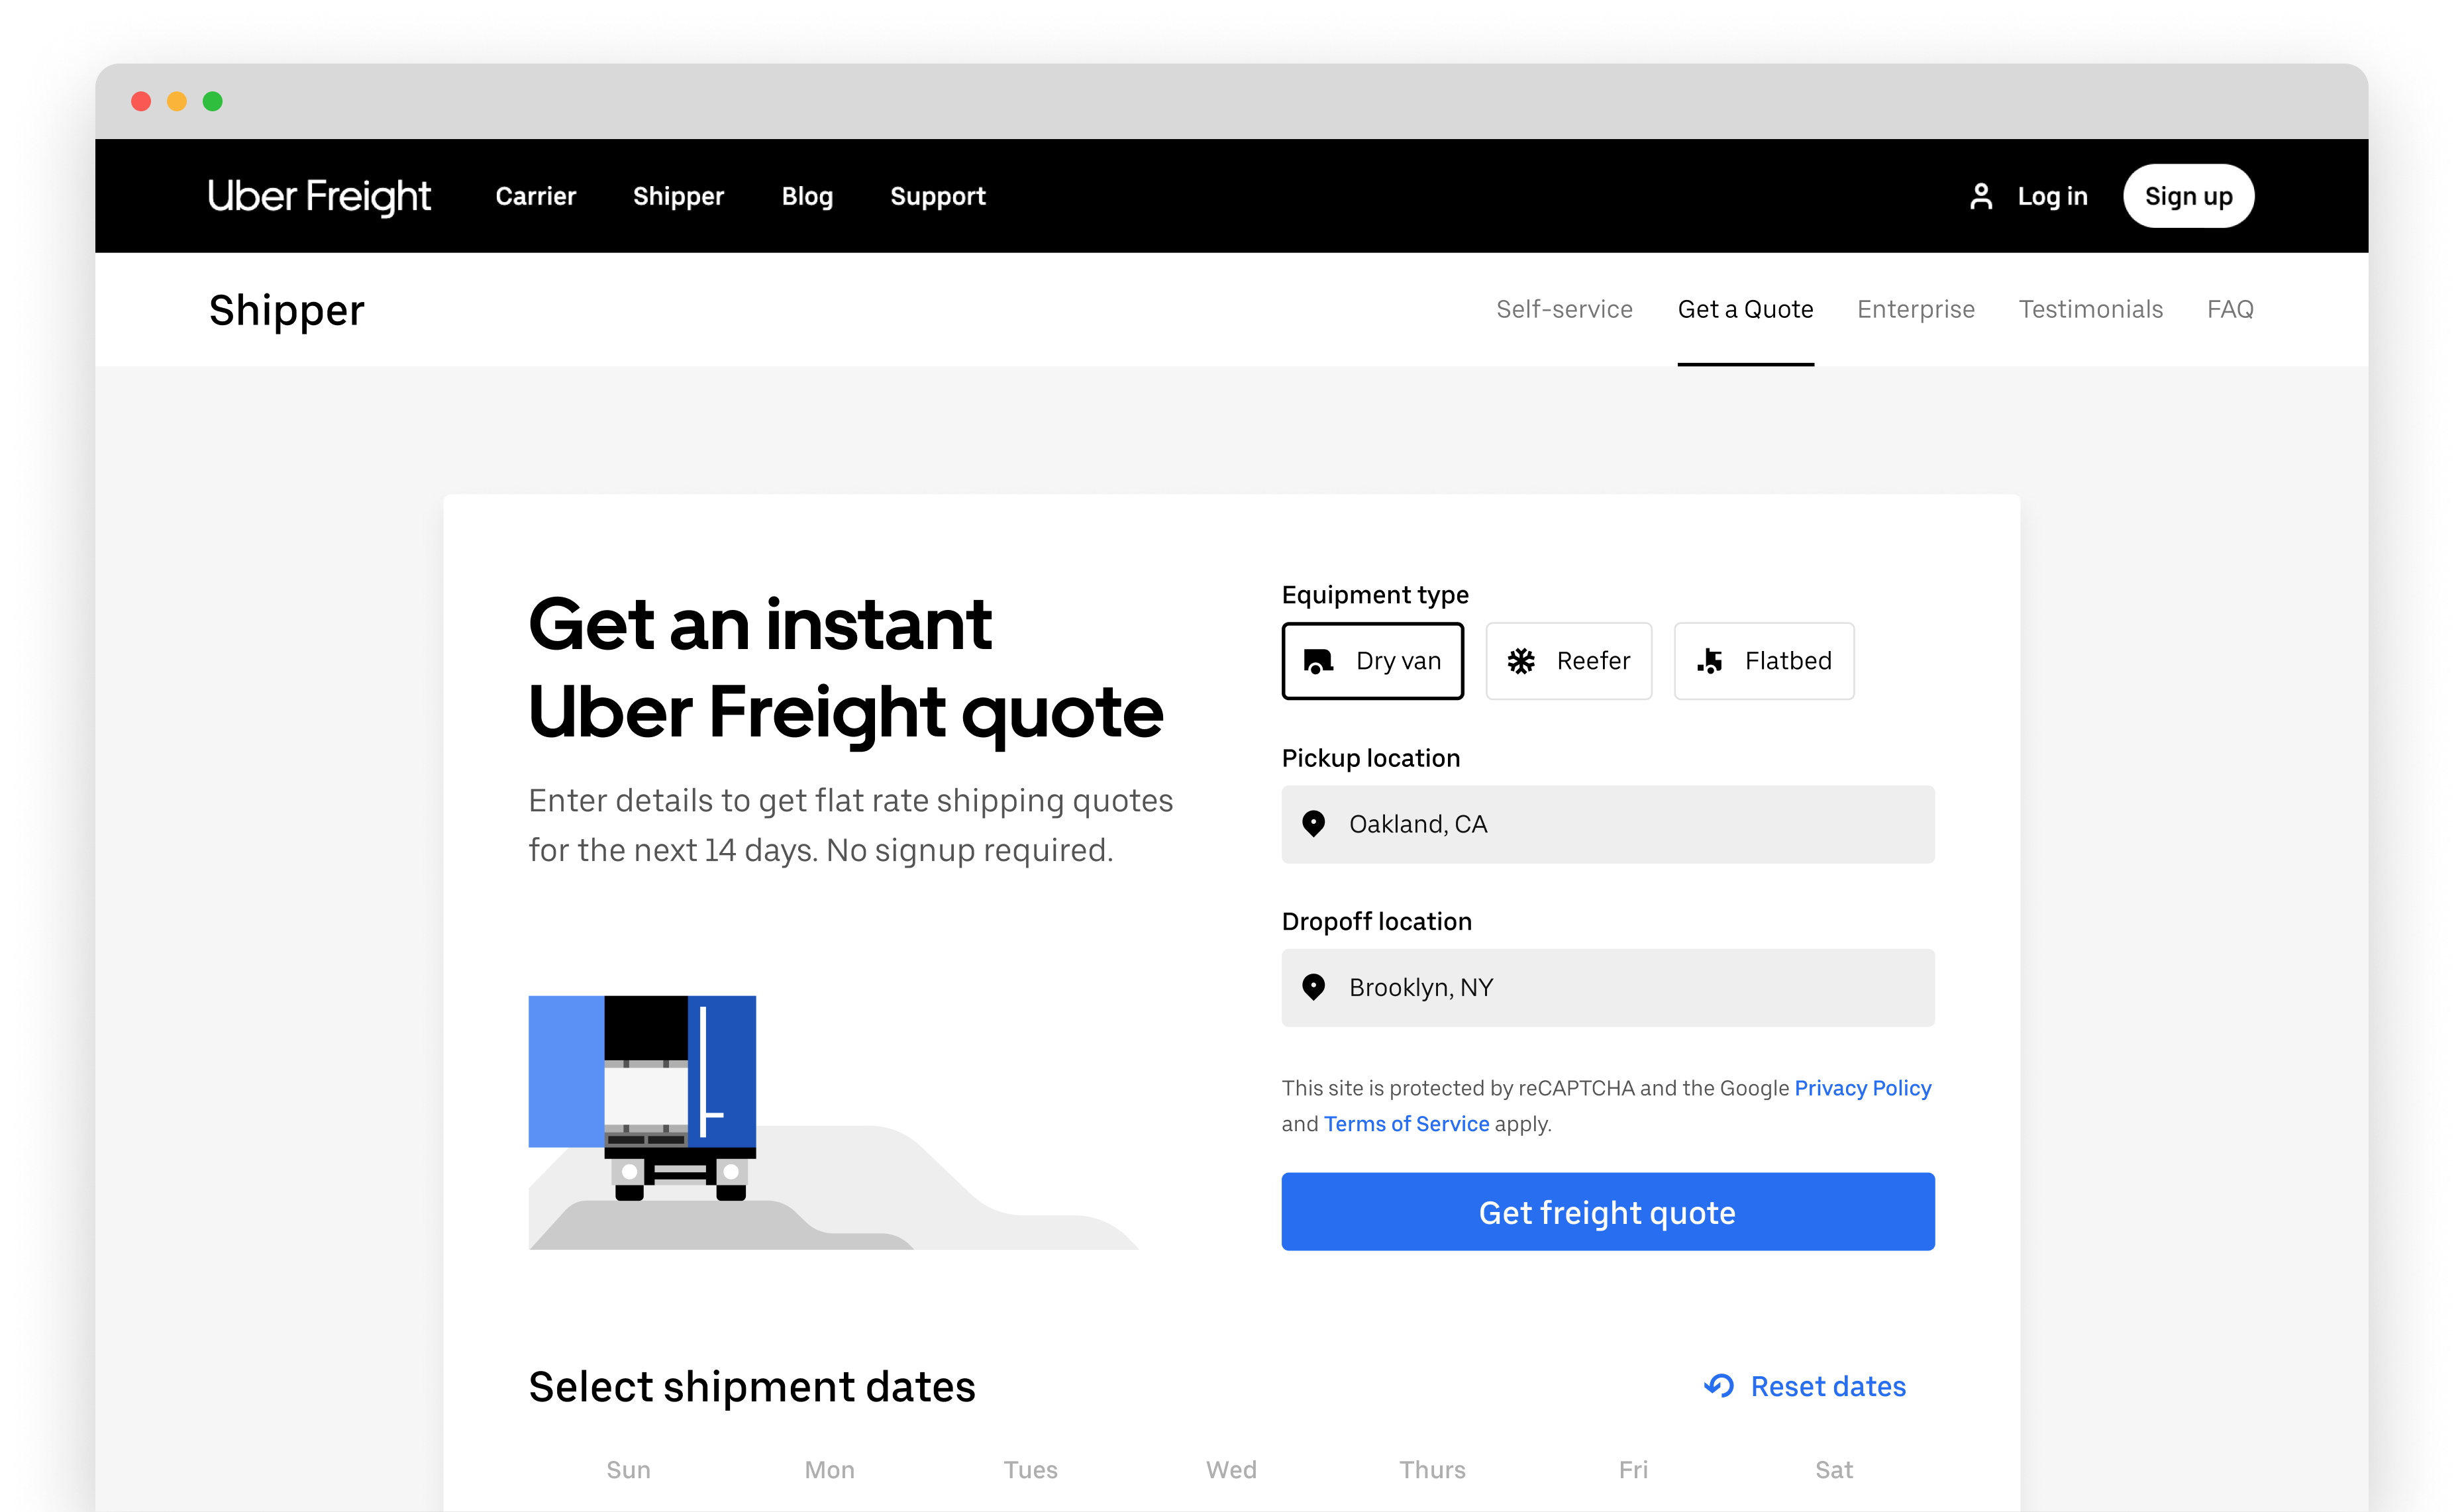 Uber Freight Carrier Shipper Blog Support Log in Sign up
Shipper Self-service Get a Quote Enterprise Testimonials FAQ
Get an instant
Uber Freight quote
Enter details to get flat rate shipping quotes
for the next 14 days. No signup required.
Equipment type
Dry van Reefer Flatbed
Pickup location
Oakland, CA
Dropoff location
Brooklyn, NY
This site is protected by reCAPTCHA and the Google Privacy Policy
and Terms of Service apply.
Get freight quote
Select shipment dates Reset dates
Sun Mon Tues Wed Thurs Fri Sat